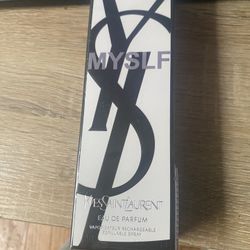 MYSLF
YVESSAINTLAURENT
EAU DE PARFUM
VAPORISATEUR RECHARGEABLE
REFILLABLE SPRAY